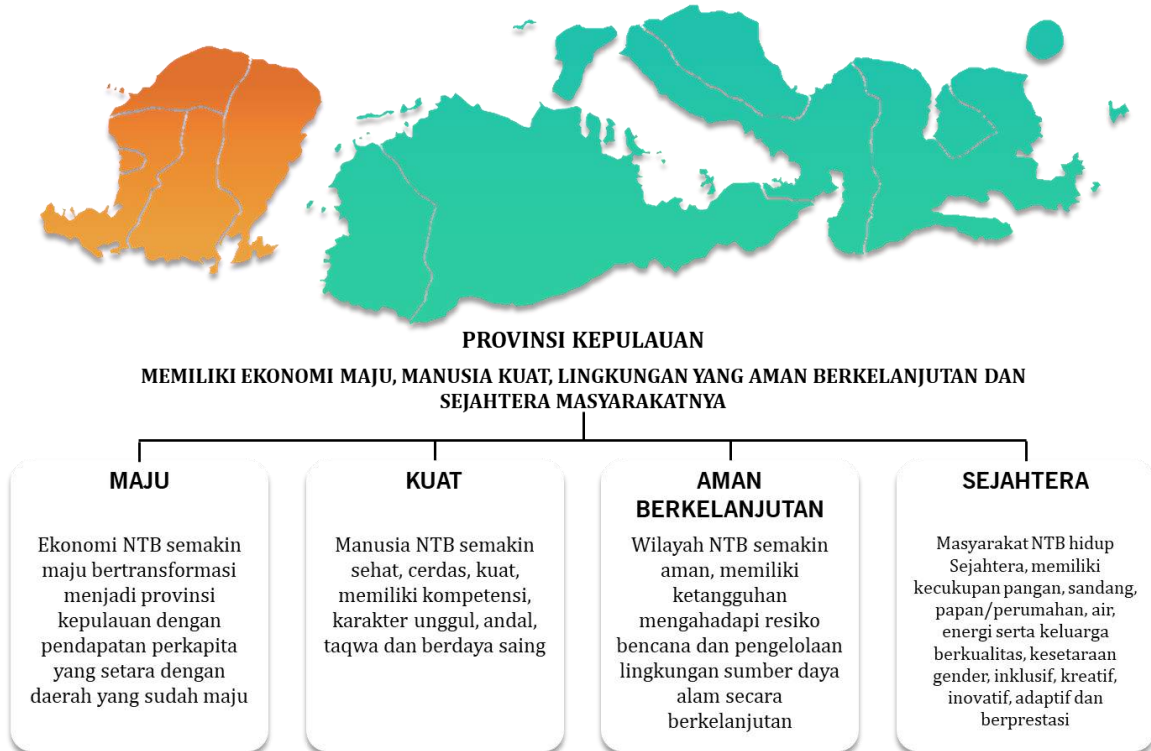 PROVINSI KEPULAUAN
MEMILIKI EKONOMI MAJU, MANUSIA KUAT, LINGKUNGAN YANG AMAN BERKELANJUTAN DAN
SEJAHTERA MASYARAKATNYA
MAJU
Ekonomi NTB semakin
maju bertransformasi
menjadi provinsi
kepulauan dengan
pendapatan perkapita
yang setara dengan
daerah yang sudah maju
KUAT
Manusia NTB semakin
sehat, cerdas, kuat,
memiliki kompetensi,
karakter unggul, andal,
taqwa dan berdaya saing
AMAN
BERKELANJUTAN
Wilayah NTB semakin
aman, memiliki
ketangguhan
mengahadapi resiko
bencana dan pengelolaan
lingkungan sumber daya
alam secara
berkelanjutan
SEJAHTERA
Masyarakat NTB hidup
Sejahtera, memiliki
kecukupan pangan, sandang,
papan/perumahan, air,
energi serta keluarga
berkualitas, kesetaraan
gender, inklusif, kreatif,
inovatif, adaptif dan
berprestasi